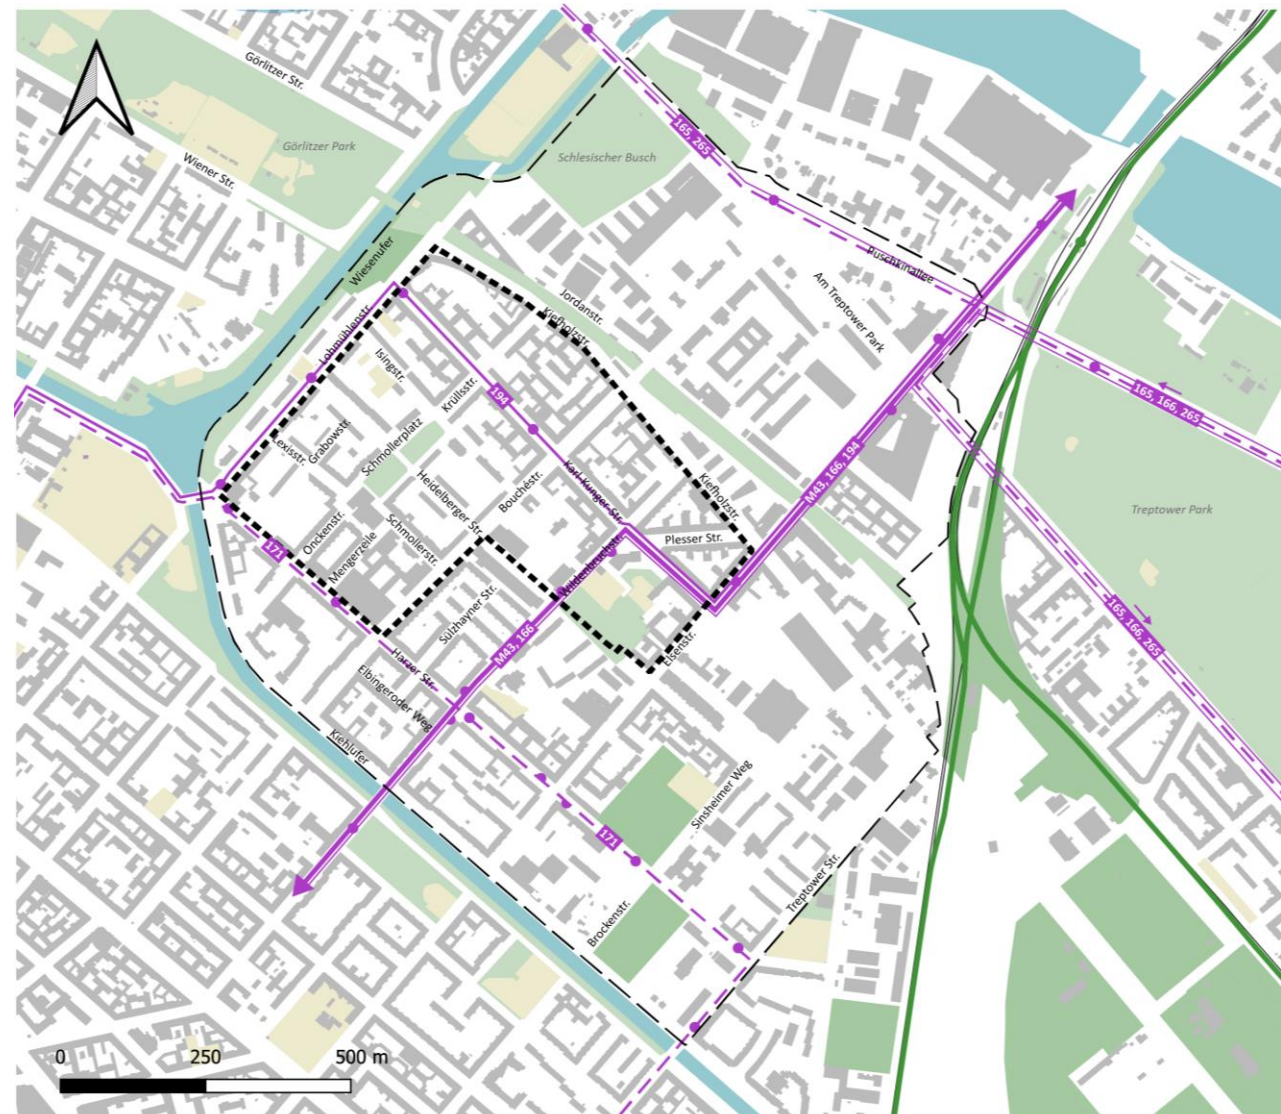 Görlitzer Str.
Görlitzer Park
Wiener Str.
Schlesischer Busch
165, 265
Wiesenufer
Puschkinallee
Am Treptower Park
Jordanstr.
Kiefholzstr.
Lohmühlenstr.
Isingstr.
Krüllsstr.
194
165, 166, 265
Lexisstr.
Grabowstr.
Schmollerplatz
Heidelberger Str.
Bouchéstr.
Karl-Kunger-Str.
Kiefholzstr.
M43, 166, 194
Treptower Park
Onckenstr.
Mengerzeile
Schmollerstr.
171
Plesser Str.
Wildenbruchstr.
Sülzhayner Str.
M43, 166
Elsenstr.
165, 166, 265
Harzer Str.
Elbingeroder Weg
Kiehlufer
Sinsheimer Weg
171
Treptower Str.
Brockenstr.
0 250 500 m